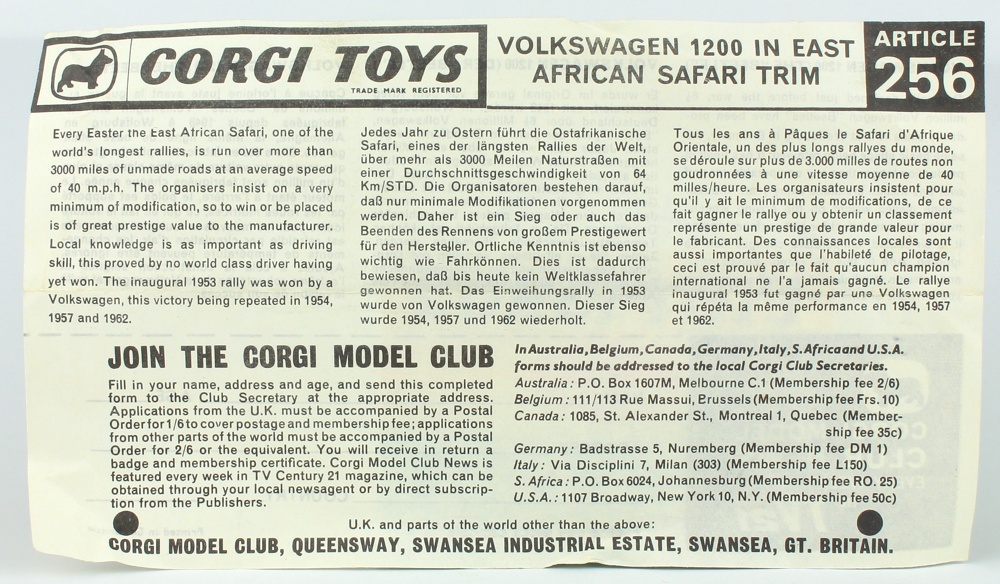 CORGI TOYS
TRADE MARK REGISTERED
VOLKSWAGEN 1200 IN EAST
AFRICAN SAFARI TRIM
ARTICLE
256
Every Easter the East African Safari, one of the
world's longest rallies, is run over more than
3000 miles of unmade roads at an average speed
of 40 m.p.h. The organisers insist on a very
minimum of modification, so to win or be placed
is of great prestige value to the manufacturer.
Local knowledge is as important as driving
skill, this proved by no world class driver having
yet won. The inaugural 1953 rally was won by a
Volkswagen, this victory being repeated in 1954,
1957 and 1962.
Jedes Jahr zu Ostern führt die Ostafrikanische
Safari, eines der längsten Rallies der Welt,
über mehr als 3000 Meilen Naturstraßen mit
einer Durchschnittsgeschwindigkeit von 64
Km/STD. Die Organisatoren bestehen darauf,
daß nur minimale Modifikationen vorgenommen
werden. Daher ist ein Sieg oder auch das
Beenden des Rennens von großem Prestigewert
für den Hersteller. Ortliche Kenntnis ist ebenso
wichtig wie Fahrkönnen. Dies ist dadurch
bewiesen, daß bis heute kein Weltklassefahrer
gewonnen hat. Das Einweihungsrally in 1953
wurde von Volkswagen gewonnen. Dieser Sieg
wurde 1954, 1957 und 1962 wiederholt.
Tous les ans à Pâques le Safari d'Afrique
Orientale, un des plus longs rallyes du monde,
se déroule sur plus de 3.000 milles de routes non
goudronnées à une vitesse moyenne de 40
milles/heure. Les organisateurs insistent pour
qu'il y ait le minimum de modifications, de ce
fait gagner le rallye ou y obtenir un classement
représente un prestige de grande valeur pour
le fabricant. Des connaissances locales sont
aussi importantes que l'habileté de pilotage,
ceci est prouvé par le fait qu'aucun champion
international ne l'a jamais gagné. Le rallye
inaugural 1953 fut gagné par une Volkswagen
qui répéta la même performance en 1954, 1957
et 1962.
JOIN THE CORGI MODEL CLUB
Fill in your name, address and age, and send this completed
form to the Club Secretary at the appropriate address.
Applications from the U.K. must be accompanied by a Postal
Order for 1/6 to cover postage and membership fee; applications
from other parts of the world must be accompanied by a Postal
Order for 2/6 or the equivalent. You will receive in return a
badge and membership certificate. Corgi Model Club News is
featured every week in TV Century 21 magazine, which can be
obtained through your local newsagent or by direct subscrip-
tion from the Publishers.
In Australia, Belgium, Canada, Germany, Italy, S. Africa and U.S.A.
forms should be addressed to the local Corgi Club Secretaries.
Australia : P.O. Box 1607M, Melbourne C.1 (Membership fee 2/6)
Belgium : 111/113 Rue Massui, Brussels (Membership fee Frs. 10)
Canada : 1085, St. Alexander St., Montreal 1, Quebec (Member-
ship fee 35c)
Germany : Badstrasse 5, Nuremberg (Membership fee DM 1)
Italy : Via Disciplini 7, Milan (303) (Membership fee L150)
S. Africa : P.O. Box 6024, Johannesburg (Membership fee RO. 25)
U.S.A. : 1107 Broadway, New York 10, N.Y. (Membership fee 50c)
U.K. and parts of the world other than the above:
CORGI MODEL CLUB, QUEENSWAY, SWANSEA INDUSTRIAL ESTATE, SWANSEA, GT. BRITAIN.